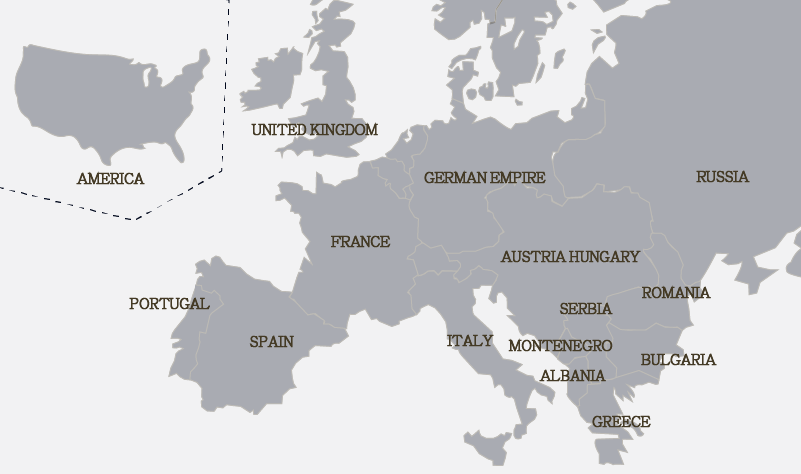 UNITED KINGDOM
AMERICA
GERMAN EMPIRE
RUSSIA
FRANCE
AUSTRIA HUNGARY
ROMANIA
PORTUGAL
SERBIA
SPAIN
ITALY
MONTENEGRO
BULGARIA
ALBANIA
GREECE